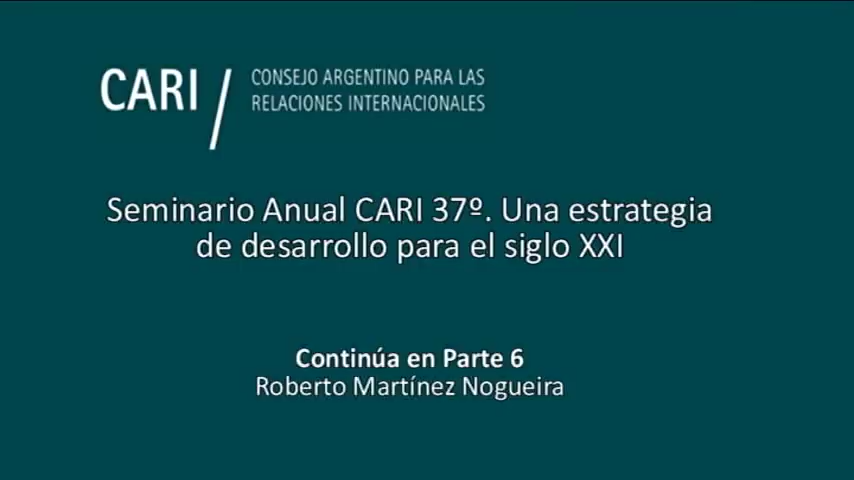 CARI /
CONSEJO ARGENTINO PARA LAS
RELACIONES INTERNACIONALES
Seminario Anual CARI 37º. Una estrategia
de desarrollo para el siglo XXI
Continúa en Parte 6
Roberto Martínez Nogueira